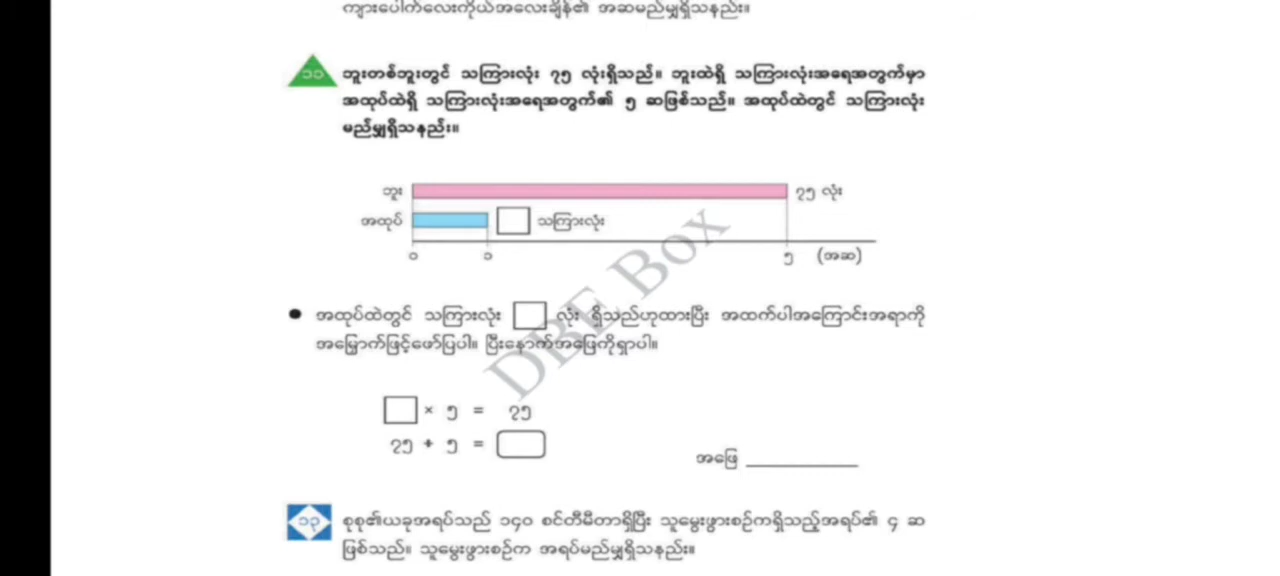 ကျားပေါက်လေးကိုယ်အလေးချိန်၏ အဆမည်မျှရှိသနည်း။
၁၁ ဘူးတစ်ဘူးတွင် သကြားလုံး ၇၅ လုံးရှိသည်။ ဘူးထဲရှိ သကြားလုံးအရေအတွက်မှာ
အထုပ်ထဲရှိ သကြားလုံးအရေအတွက်၏ ၅ ဆဖြစ်သည်။ အထုပ်ထဲတွင် သကြားလုံး
မည်မျှရှိသနည်း။
ဘူး ၇၅ လုံး
အထုပ် သကြားလုံး
၀ ၁ ၅ (အဆ)
အထုပ်ထဲတွင် သကြားလုံး လုံး ရှိသည်ဟုထားပြီး အထက်ပါအကြောင်းအရာကို
အမြှောက်ဖြင့်ဖော်ပြပါ။ ပြီးနောက်အဖြေကိုရှာပါ။
DBE Box
× ၅ = ၇၅
၇၅ ÷ ၅ =
အဖြေ
၁၃ စုစု၏ယခုအရပ်သည် ၁၄၀ စင်တီမီတာရှိပြီး သူမွေးဖွားစဉ်ကရှိသည့်အရပ်၏ ၄ ဆ
ဖြစ်သည်။ သူမွေးဖွားစဉ်က အရပ်မည်မျှရှိသနည်း။